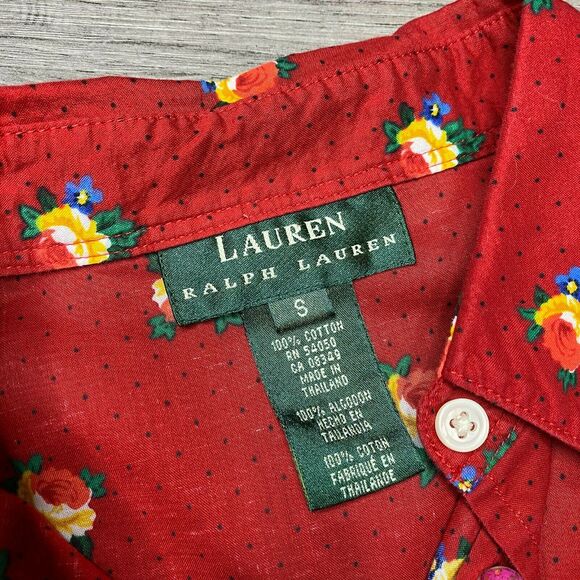 LAUREN
RALPH LAUREN
S
100% COTTON
RN 54050
CA 08349
MADE IN
THAILAND
100% ALGODON
HECHO EN
TAILANDIA
100% COTON
FABRIQUÉ EN
THAILANDE